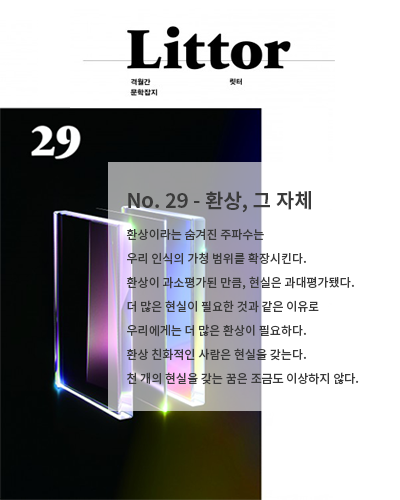 Littor
격월간 릿터
문학잡지
29
No. 29 - 환상, 그 자체
환상이라는 숨겨진 주파수는
우리 인식의 가청 범위를 확장시킨다.
환상이 과소평가된 만큼, 현실은 과대평가됐다.
더 많은 현실이 필요한 것과 같은 이유로
우리에게는 더 많은 환상이 필요하다.
환상 친화적인 사람은 현실을 갖는다.
천 개의 현실을 갖는 꿈은 조금도 이상하지 않다.